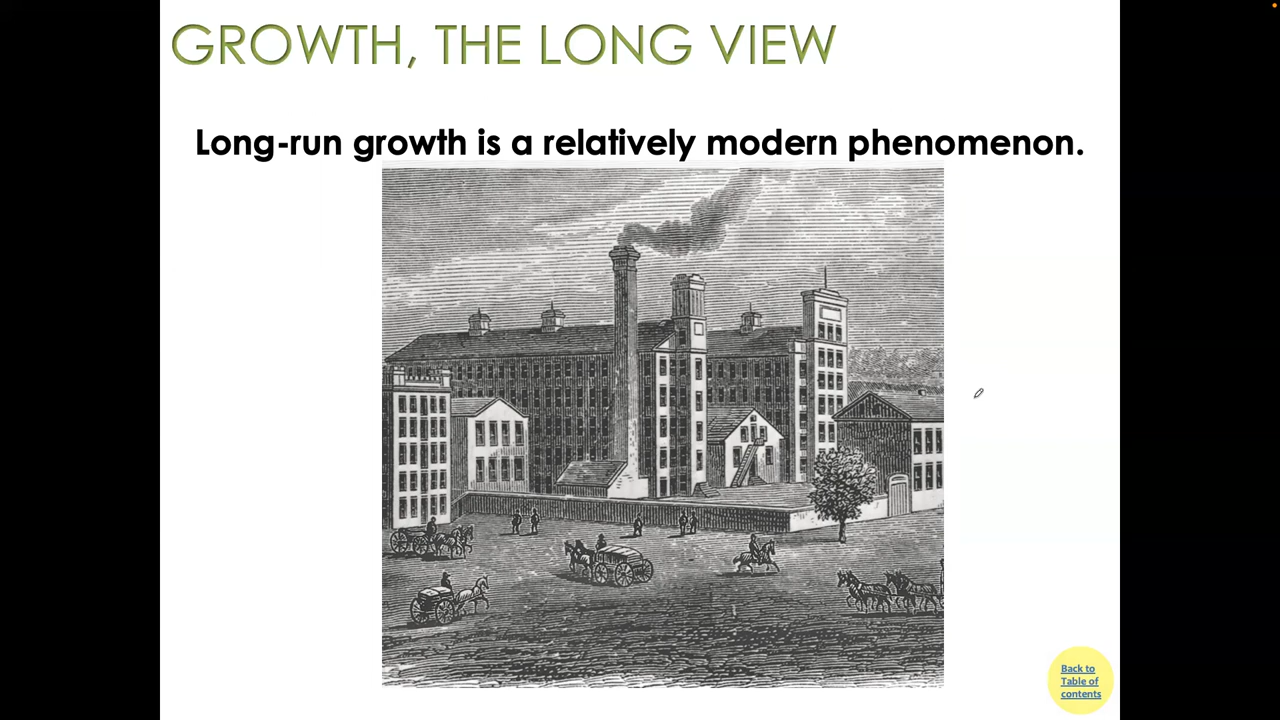 GROWTH, THE LONG VIEW
Long-run growth is a relatively modern phenomenon.
Back to
Table of
contents